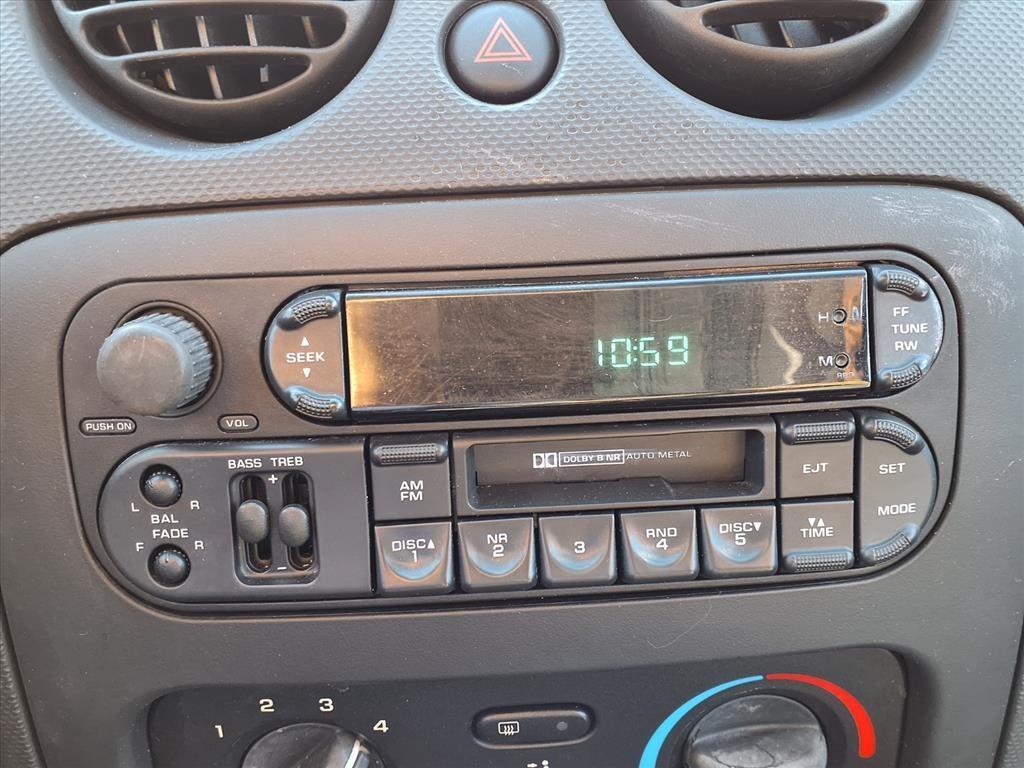 H
SEEK
10:59
M
FF
TUNE
RW
PUSH ON
VOL
BASS TREB
+
L R
BAL
FADE
F R
−
AM
FM
DOLBY B NR AUTO METAL
EJT
SET
MODE
DISC▲
1
NR
2
3
RND
4
DISC▼
5
▼▲
TIME
1 2 3 4